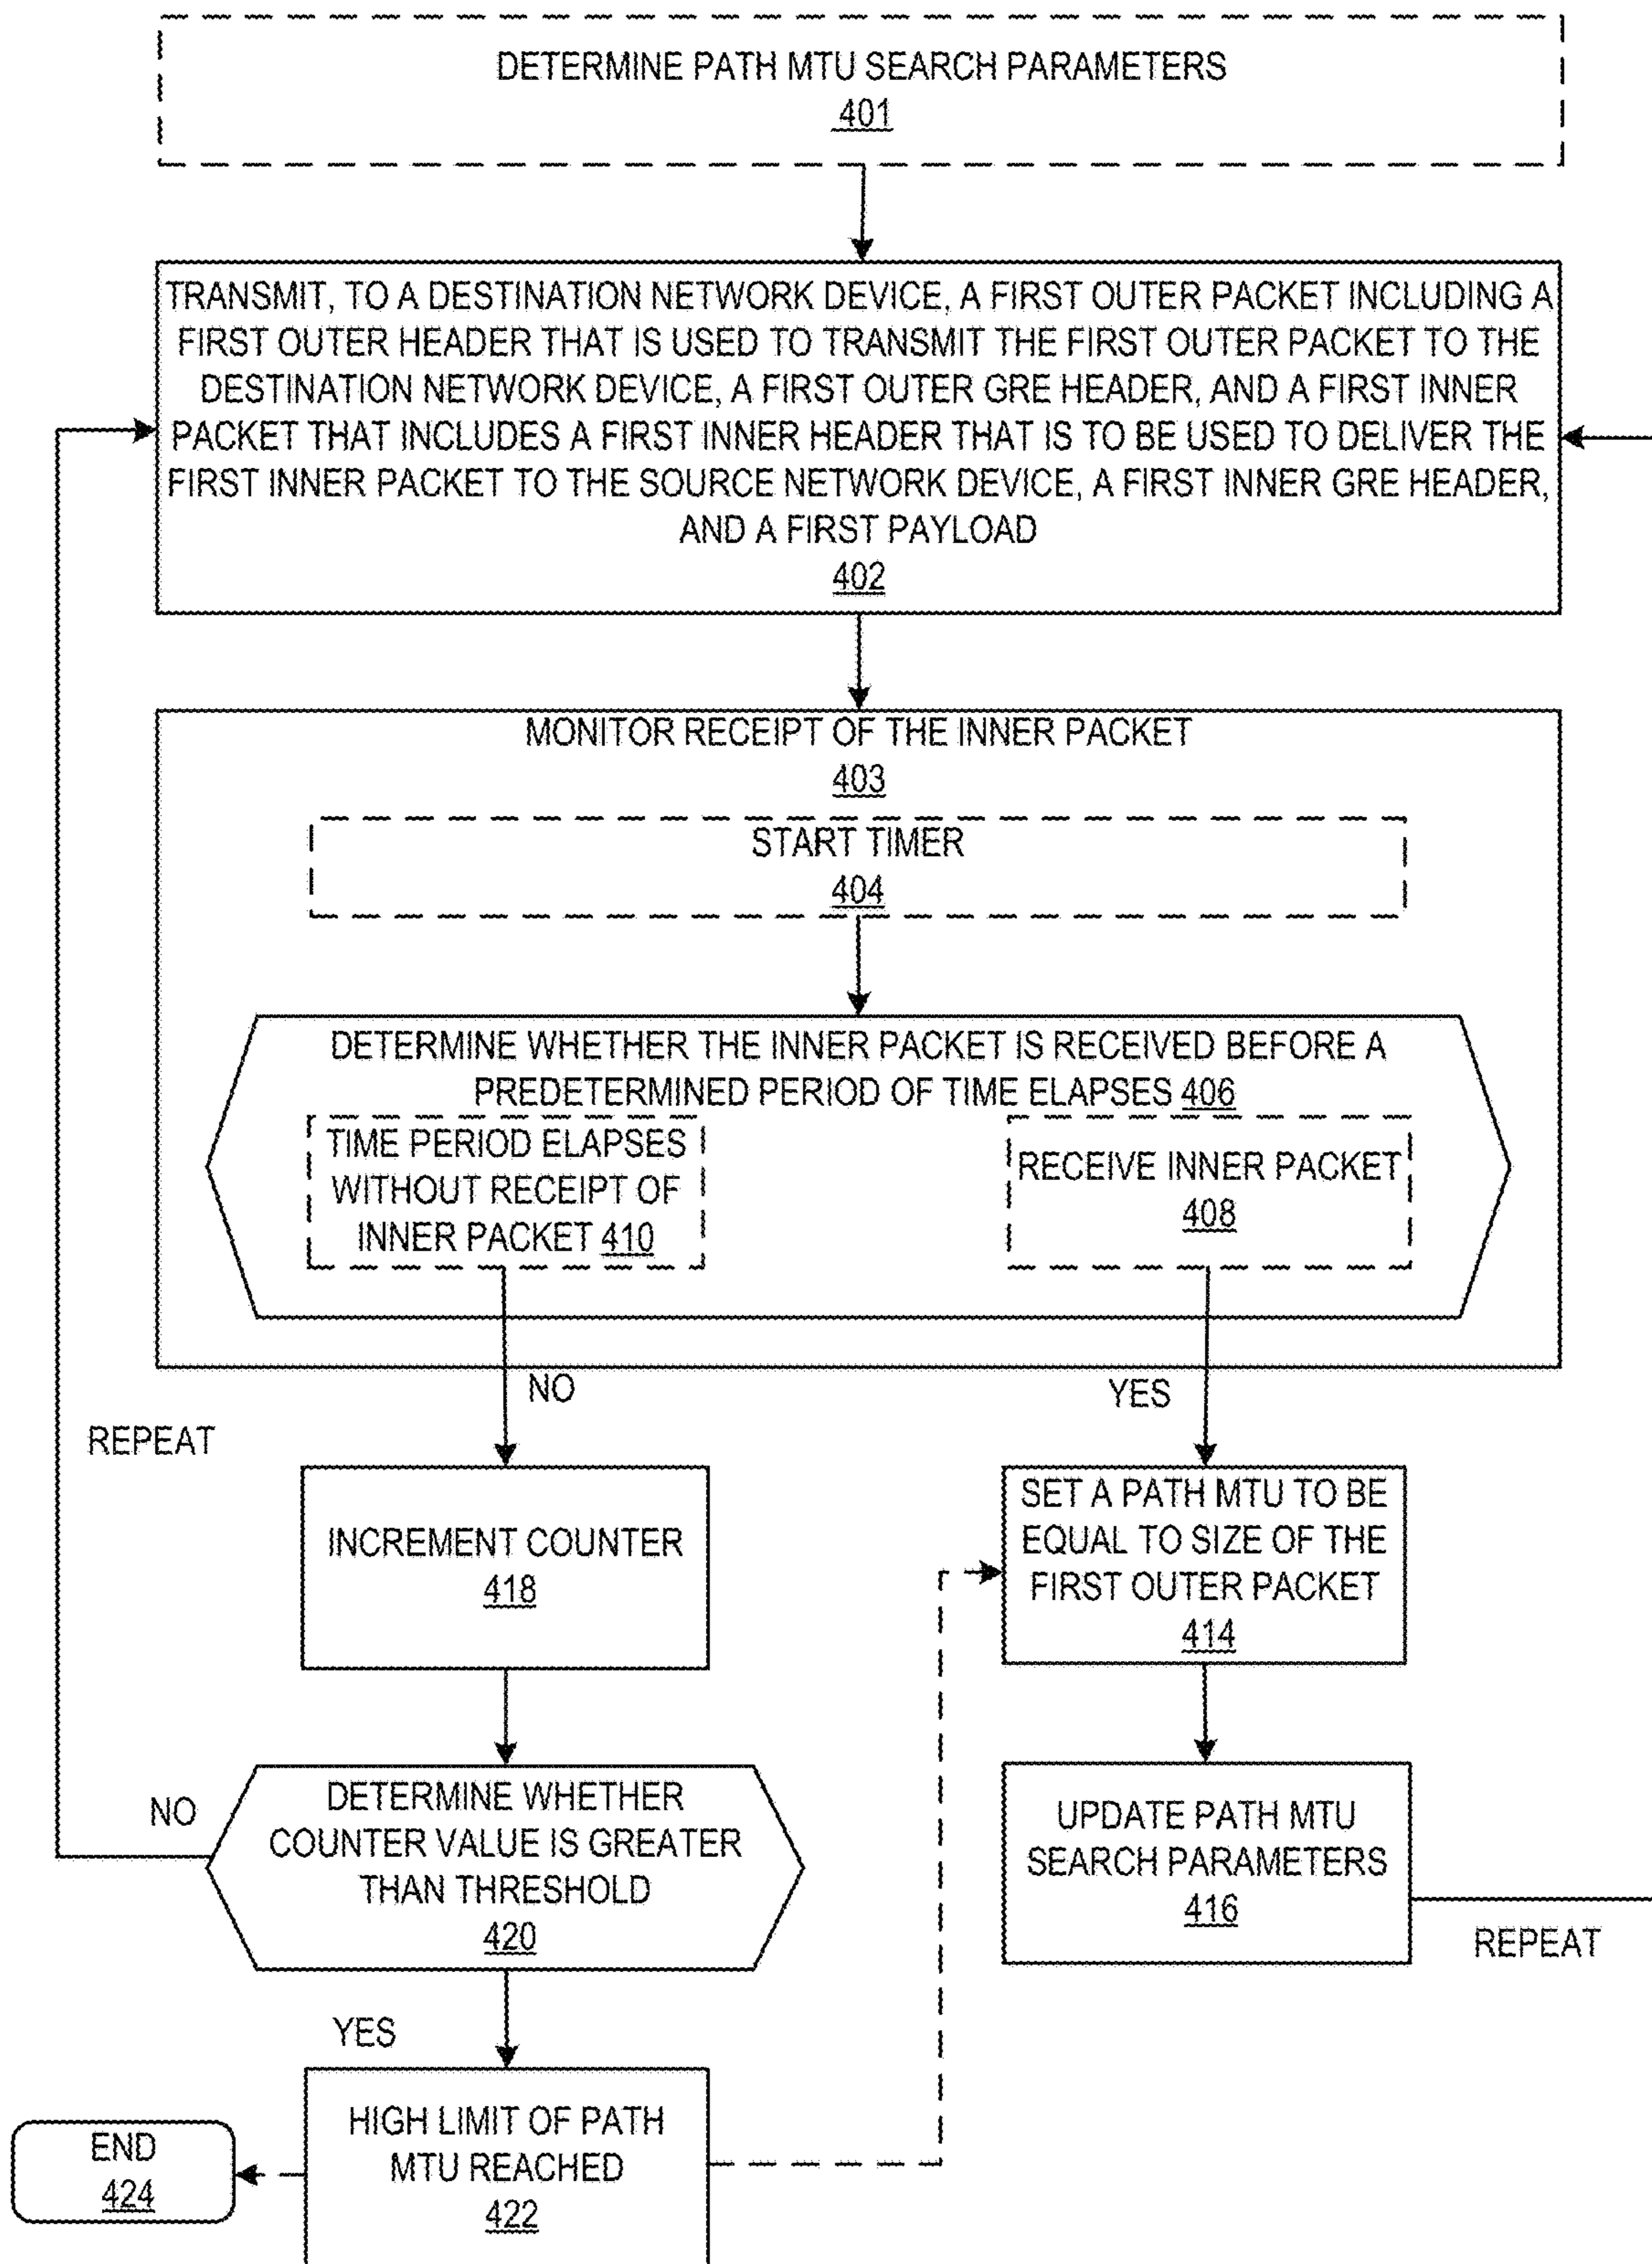 DETERMINE PATH MTU SEARCH PARAMETERS
401
TRANSMIT, TO A DESTINATION NETWORK DEVICE, A FIRST OUTER PACKET INCLUDING A
FIRST OUTER HEADER THAT IS USED TO TRANSMIT THE FIRST OUTER PACKET TO THE
DESTINATION NETWORK DEVICE, A FIRST OUTER GRE HEADER, AND A FIRST INNER
PACKET THAT INCLUDES A FIRST INNER HEADER THAT IS TO BE USED TO DELIVER THE
FIRST INNER PACKET TO THE SOURCE NETWORK DEVICE, A FIRST INNER GRE HEADER,
AND A FIRST PAYLOAD
402
MONITOR RECEIPT OF THE INNER PACKET
403
START TIMER
404
DETERMINE WHETHER THE INNER PACKET IS RECEIVED BEFORE A
PREDETERMINED PERIOD OF TIME ELAPSES 406
TIME PERIOD ELAPSES
WITHOUT RECEIPT OF
INNER PACKET 410
RECEIVE INNER PACKET
408
NO
YES
REPEAT
INCREMENT COUNTER
418
SET A PATH MTU TO BE
EQUAL TO SIZE OF THE
FIRST OUTER PACKET
414
NO
DETERMINE WHETHER
COUNTER VALUE IS GREATER
THAN THRESHOLD
420
UPDATE PATH MTU
SEARCH PARAMETERS
416
REPEAT
YES
HIGH LIMIT OF PATH
MTU REACHED
422
END
424